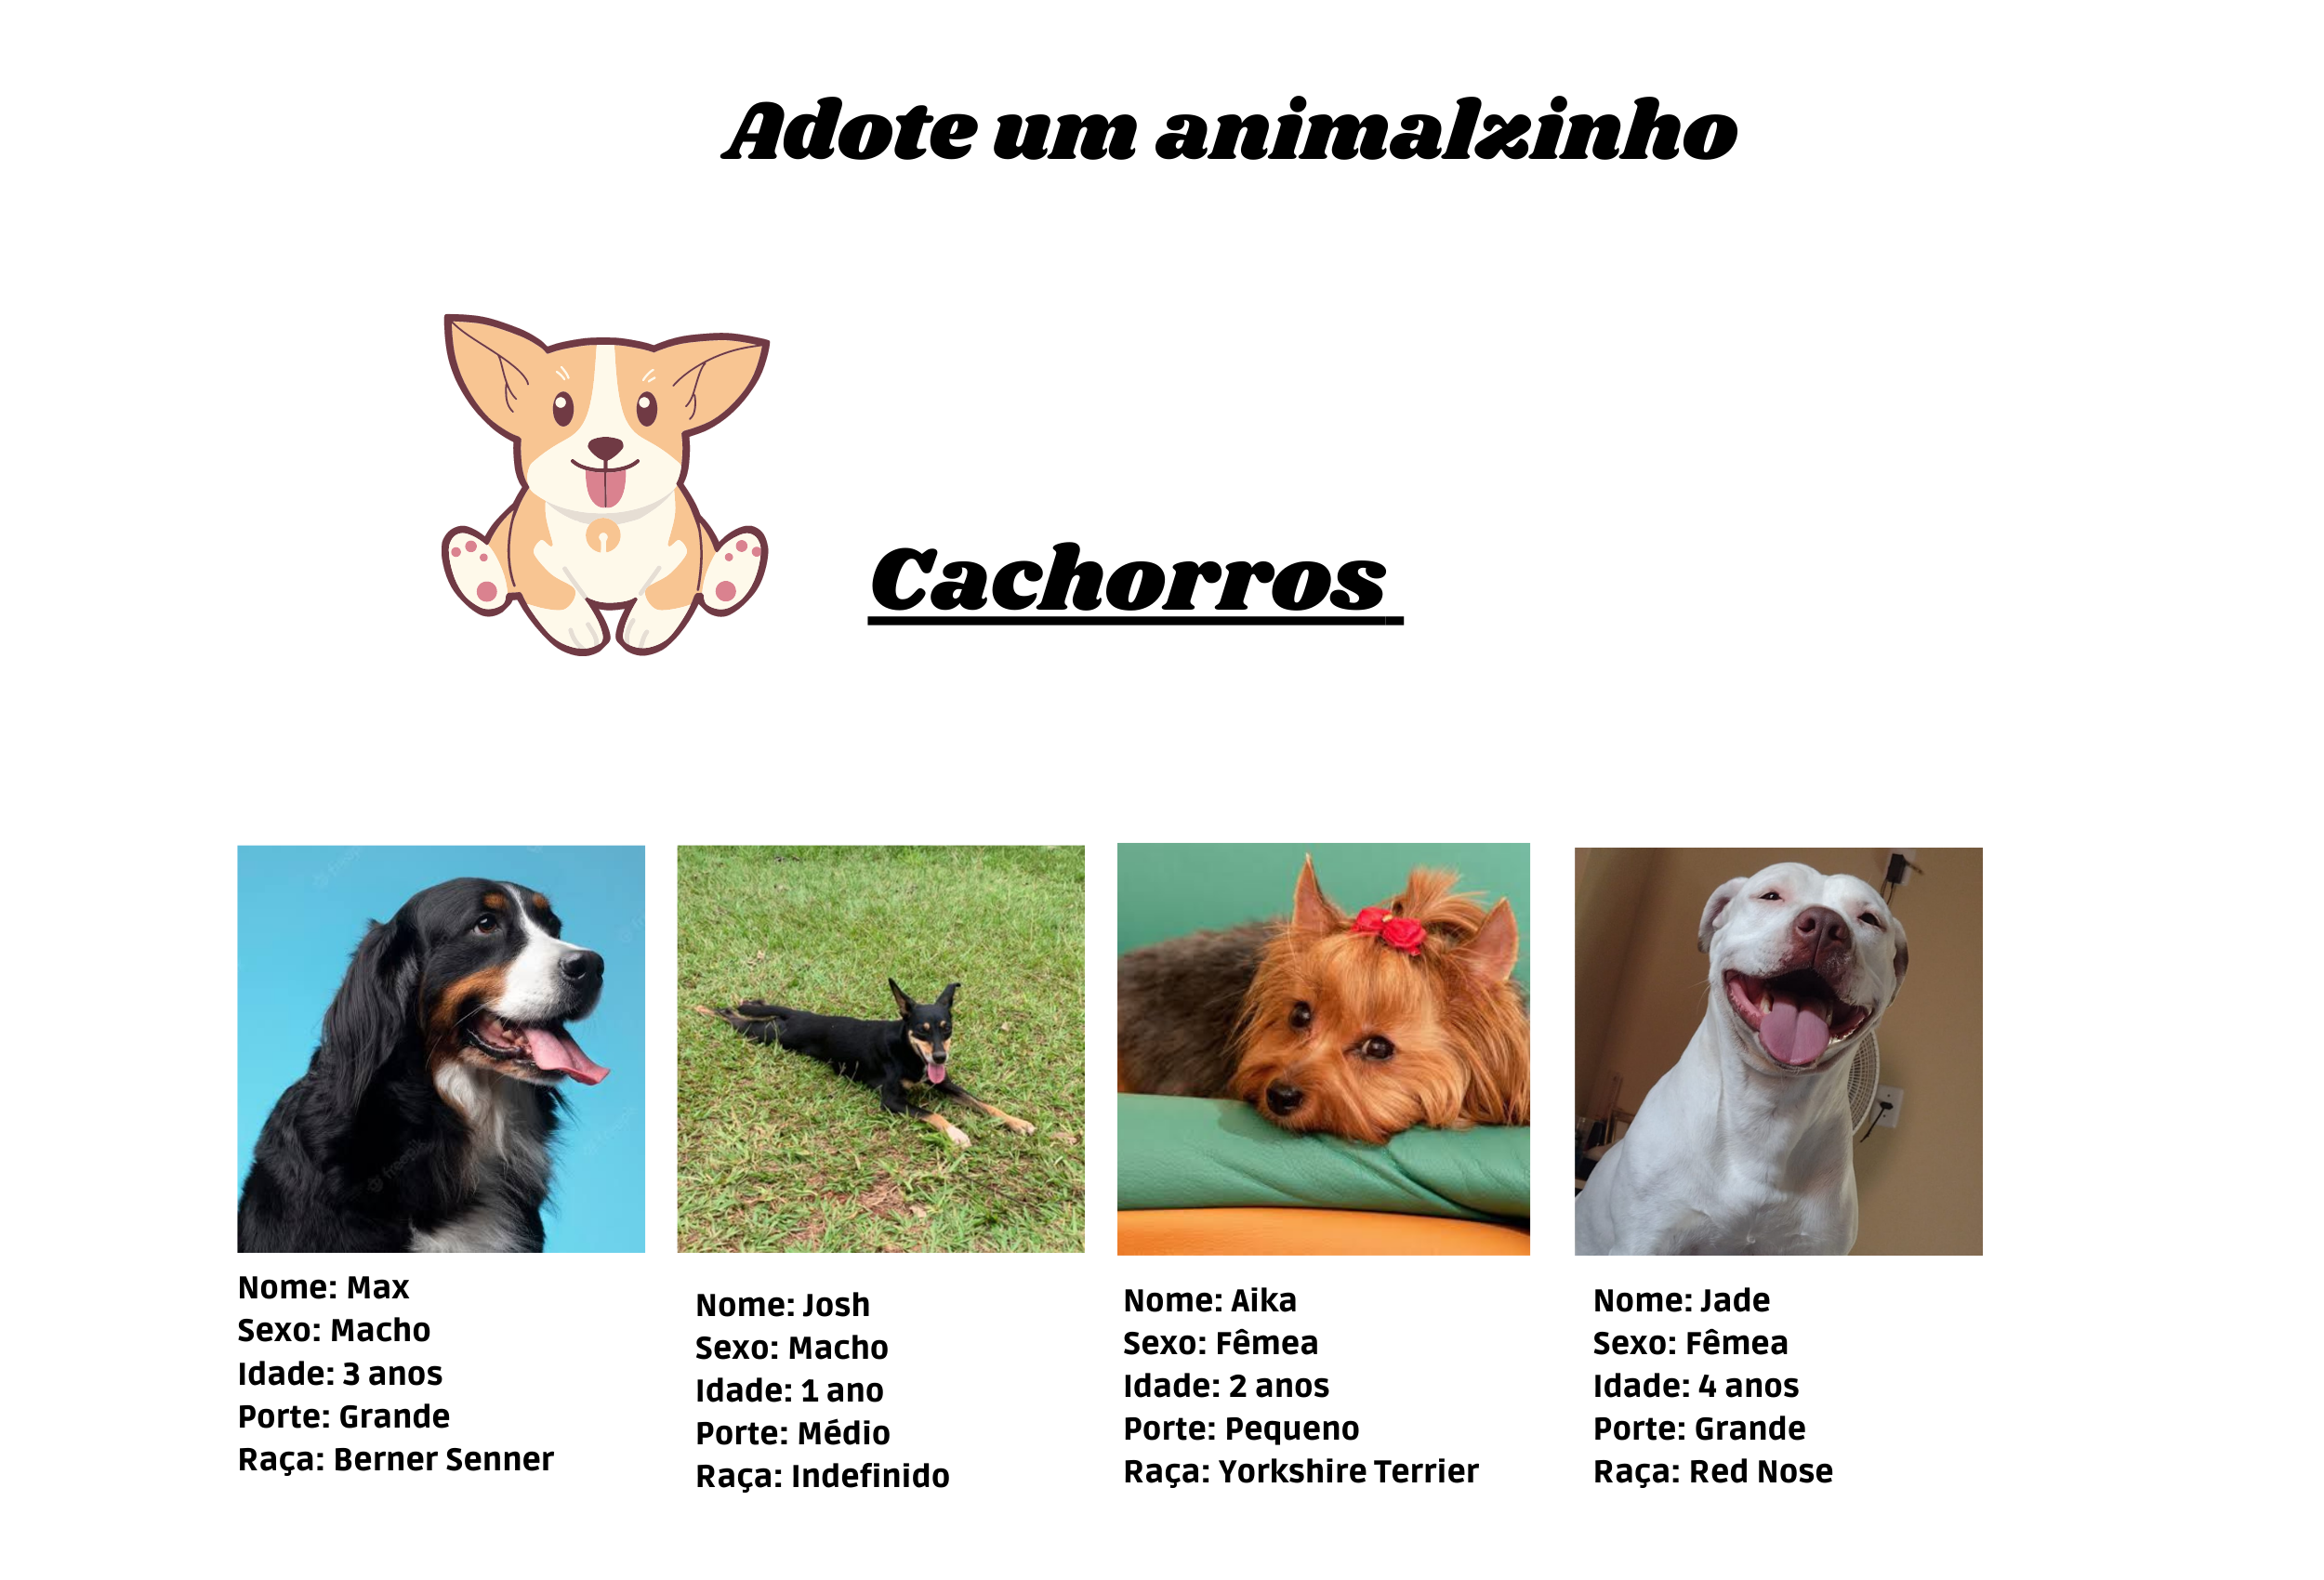 Adote um animalzinho
Cachorros
Nome: Max
Sexo: Macho
Idade: 3 anos
Porte: Grande
Raça: Berner Senner
Nome: Josh
Sexo: Macho
Idade: 1 ano
Porte: Médio
Raça: Indefinido
Nome: Aika
Sexo: Fêmea
Idade: 2 anos
Porte: Pequeno
Raça: Yorkshire Terrier
Nome: Jade
Sexo: Fêmea
Idade: 4 anos
Porte: Grande
Raça: Red Nose